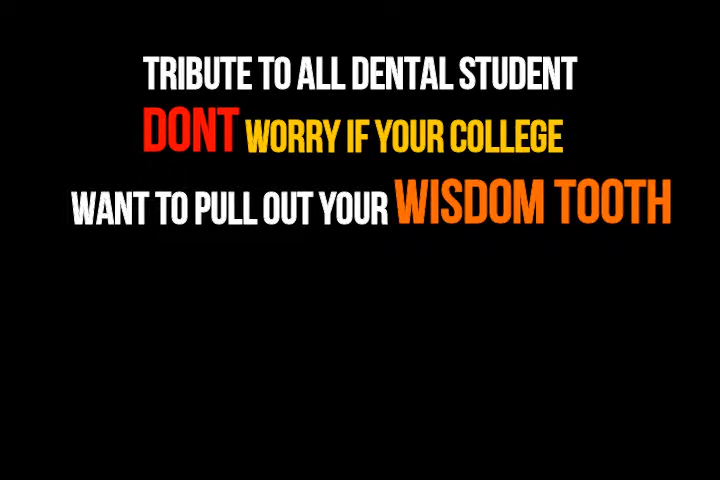 TRIBUTE TO ALL DENTAL STUDENT
DONT WORRY IF YOUR COLLEGE
WANT TO PULL OUT YOUR WISDOM TOOTH